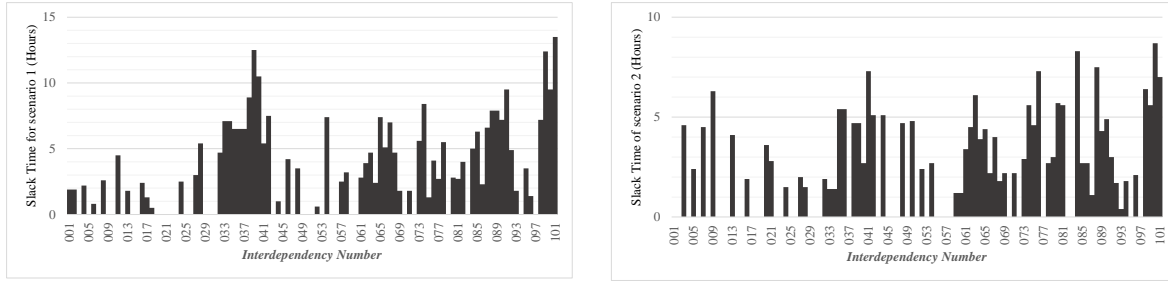 Slack Time for scenario 1 (Hours)
15
10
5
0
001 005 009 013 017 021 025 029 033 037 041 045 049 053 057 061 065 069 073 077 081 085 089 093 097 101
Interdependency Number
Slack Time of scenario 2 (Hours)
10
5
0
001 005 009 013 017 021 025 029 033 037 041 045 049 053 057 061 065 069 073 077 081 085 089 093 097 101
Interdependency Number